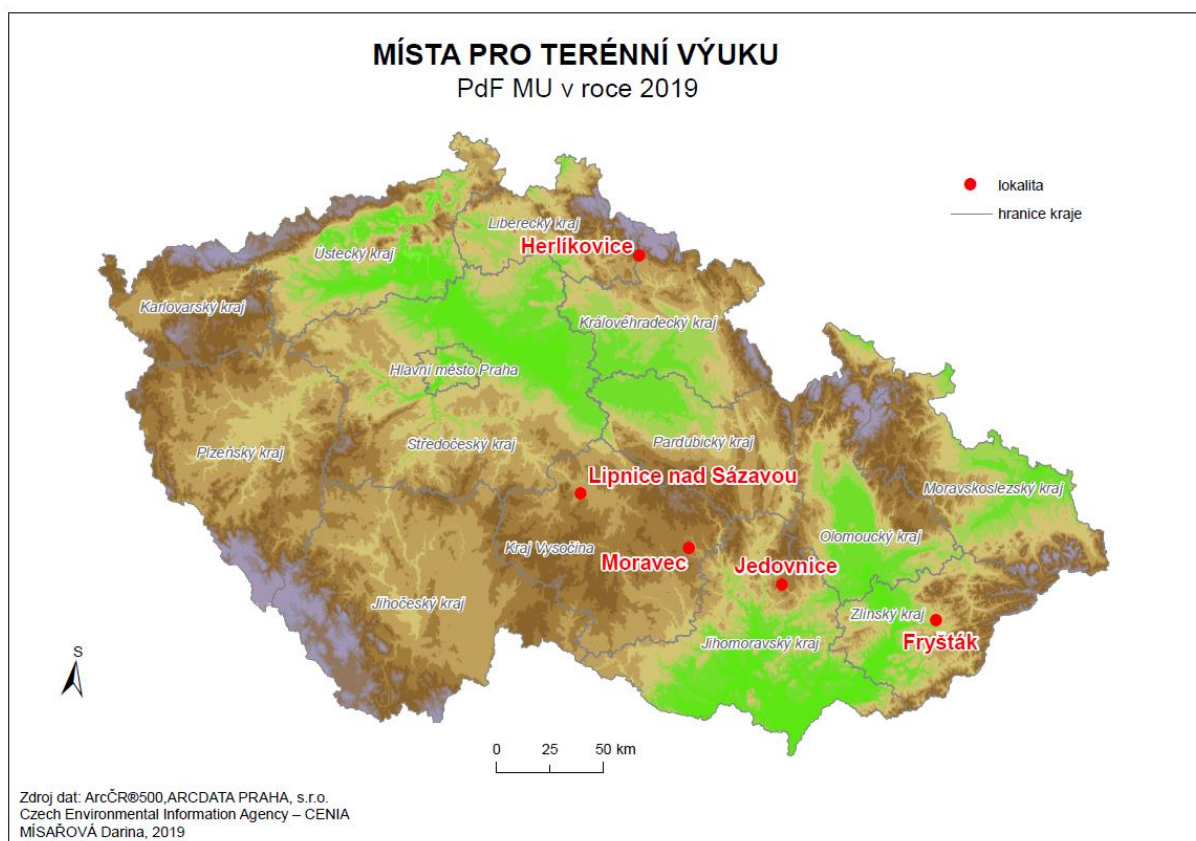 MÍSTA PRO TERÉNNÍ VÝUKU
PdF MU v roce 2019
lokalita
hranice kraje
Liberecký kraj
Herlíkovice
Ústecký kraj
Karlovarský kraj
Královéhradecký kraj
Hlavní město Praha
Plzeňský kraj
Středočeský kraj
Pardubický kraj
Lipnice nad Sázavou
Moravskoslezský kraj
Olomoucký kraj
Kraj Vysočina
Moravec
Jedovnice
Jihočeský kraj
Zlínský kraj
Jihomoravský kraj
Fryšták
S
0 25 50 km
Zdroj dat: ArcČR®500,ARCDATA PRAHA, s.r.o.
Czech Environmental Information Agency – CENIA
MÍSAŘOVÁ Darina, 2019